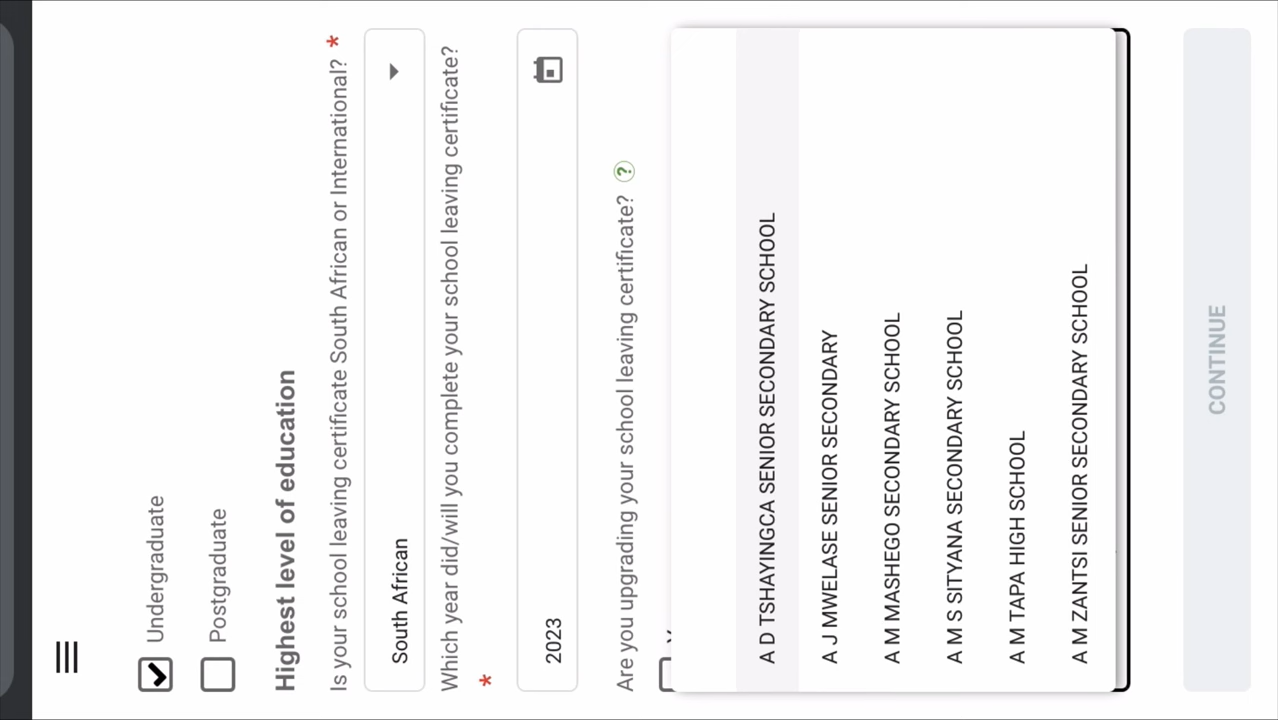 Undergraduate
Postgraduate
Highest level of education
Is your school leaving certificate South African or International? *
South African
Which year did/will you complete your school leaving certificate?
*
2023
Are you upgrading your school leaving certificate? ?
A D TSHAYINGCA SENIOR SECONDARY SCHOOL
A J MWELASE SENIOR SECONDARY
A M MASHEGO SECONDARY SCHOOL
A M S SITYANA SECONDARY SCHOOL
A M TAPA HIGH SCHOOL
A M ZANTSI SENIOR SECONDARY SCHOOL
CONTINUE